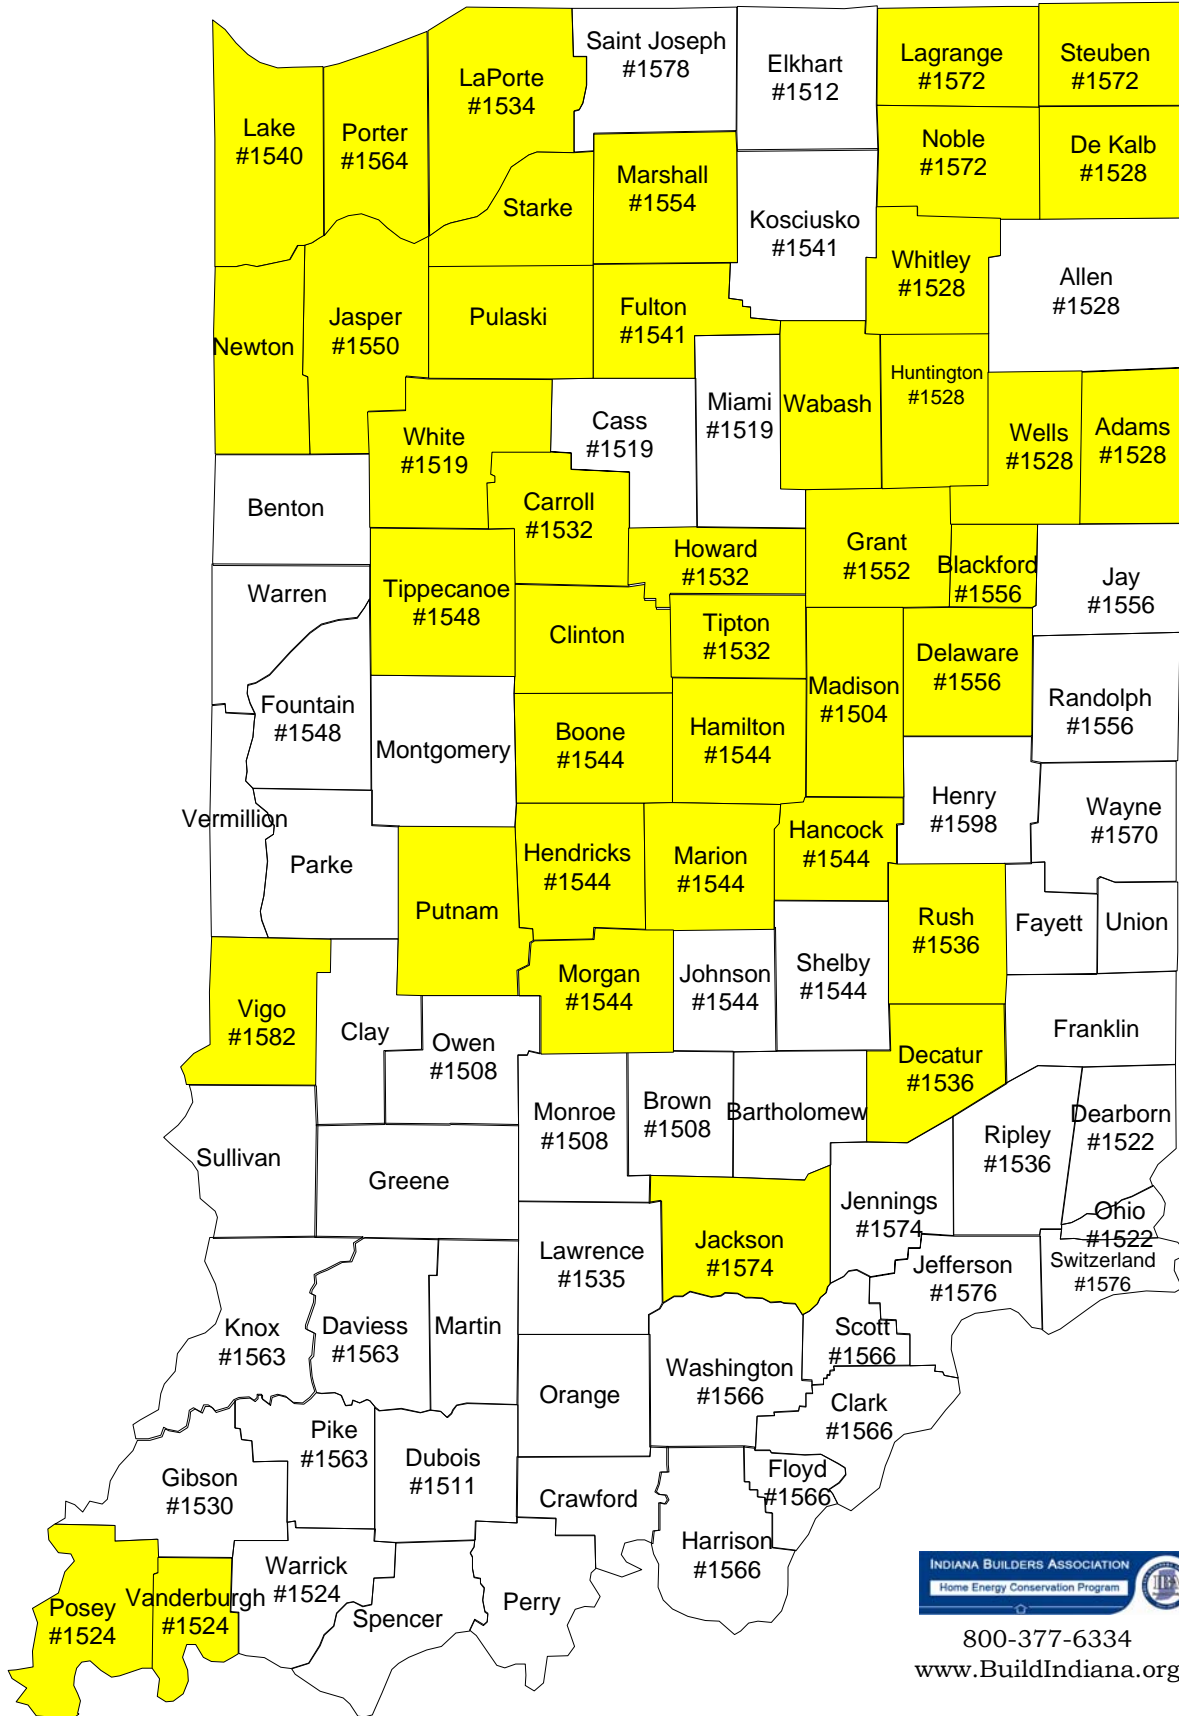 Saint Joseph
#1578
Elkhart
#1512
Lagrange
#1572
Steuben
#1572
LaPorte
#1534
Lake
#1540
Porter
#1564
Noble
#1572
De Kalb
#1528
Marshall
#1554
Starke
Kosciusko
#1541
Whitley
#1528
Allen
#1528
Newton
Jasper
#1550
Pulaski
Fulton
#1541
Huntington
#1528
Wabash
Miami
#1519
Cass
#1519
White
#1519
Wells
#1528
Adams
#1528
Benton
Carroll
#1532
Howard
#1532
Grant
#1552
Blackford
#1556
Jay
#1556
Warren
Tippecanoe
#1548
Clinton
Tipton
#1532
Madison
#1504
Delaware
#1556
Randolph
#1556
Fountain
#1548
Montgomery
Boone
#1544
Hamilton
#1544
Henry
#1598
Wayne
#1570
Vermillion
Parke
Putnam
Hendricks
#1544
Marion
#1544
Hancock
#1544
Rush
#1536
Fayett
Union
Vigo
#1582
Clay
Owen
#1508
Morgan
#1544
Johnson
#1544
Shelby
#1544
Franklin
Decatur
#1536
Monroe
#1508
Brown
#1508
Bartholomew
Ripley
#1536
Dearborn
#1522
Sullivan
Greene
Jennings
#1574
Ohio
#1522
Lawrence
#1535
Jackson
#1574
Jefferson
#1576
Switzerland
#1576
Knox
#1563
Daviess
#1563
Martin
Scott
#1566
Orange
Washington
#1566
Clark
#1566
Pike
#1563
Dubois
#1511
Gibson
#1530
Crawford
Floyd
#1566
Harrison
#1566
Posey
#1524
Vanderburgh
#1524
Warrick
#1524
Spencer
Perry
INDIANA BUILDERS ASSOCIATION
Home Energy Conservation Program
800-377-6334
www.BuildIndiana.org